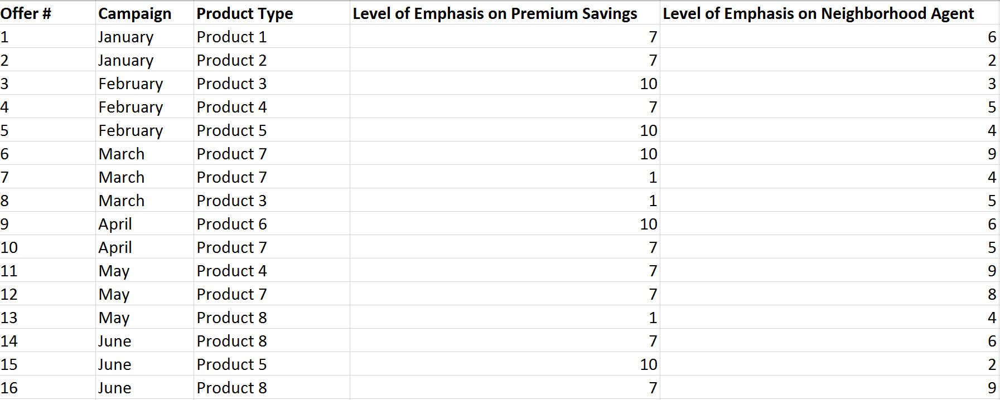 Offer # Campaign Product Type Level of Emphasis on Premium Savings Level of Emphasis on Neighborhood Agent
1 January Product 1 7 6
2 January Product 2 7 2
3 February Product 3 10 3
4 February Product 4 7 5
5 February Product 5 10 4
6 March Product 7 10 9
7 March Product 7 1 4
8 March Product 3 1 5
9 April Product 6 10 6
10 April Product 7 7 5
11 May Product 4 7 9
12 May Product 7 7 8
13 May Product 8 1 4
14 June Product 8 7 6
15 June Product 5 10 2
16 June Product 8 7 9